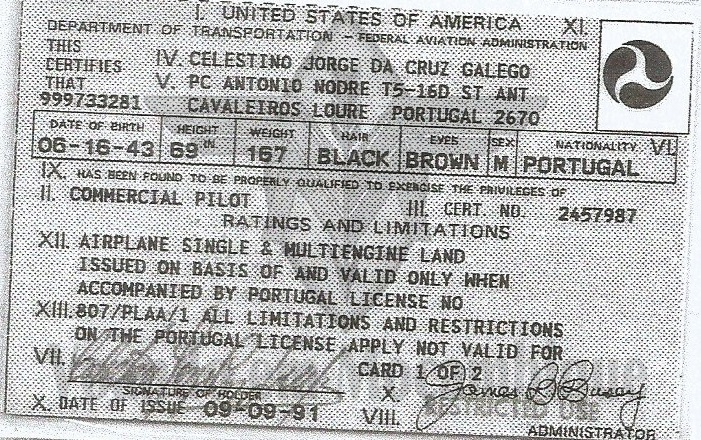 I. UNITED STATES OF AMERICA XI.
DEPARTMENT OF TRANSPORTATION – FEDERAL AVIATION ADMINISTRATION
THIS CERTIFIES THAT IV. CELESTINO JORGE DA CRUZ GALEGO
V. PC ANTONIO NODRE T5-16D ST ANT
999733281 CAVALEIROS LOURE PORTUGAL 2670
DATE OF BIRTH HEIGHT WEIGHT HAIR EYES SEX NATIONALITY VI.
06-16-43 69 IN 167 BLACK BROWN M PORTUGAL
IX. HAS BEEN FOUND TO BE PROPERLY QUALIFIED TO EXERCISE THE PRIVILEGES OF
II. COMMERCIAL PILOT III. CERT. NO. 2457987
RATINGS AND LIMITATIONS
XII. AIRPLANE SINGLE & MULTIENGINE LAND
ISSUED ON BASIS OF AND VALID ONLY WHEN
ACCOMPANIED BY PORTUGAL LICENSE NO
XIII. 807/PLAA/1 ALL LIMITATIONS AND RESTRICTIONS
ON THE PORTUGAL LICENSE APPLY NOT VALID FOR
VII. CARD 1 OF 2
SIGNATURE OF HOLDER X. James B Busey
X. DATE OF ISSUE 09-09-91 VIII. RESTRICTED USE
ADMINISTRATOR